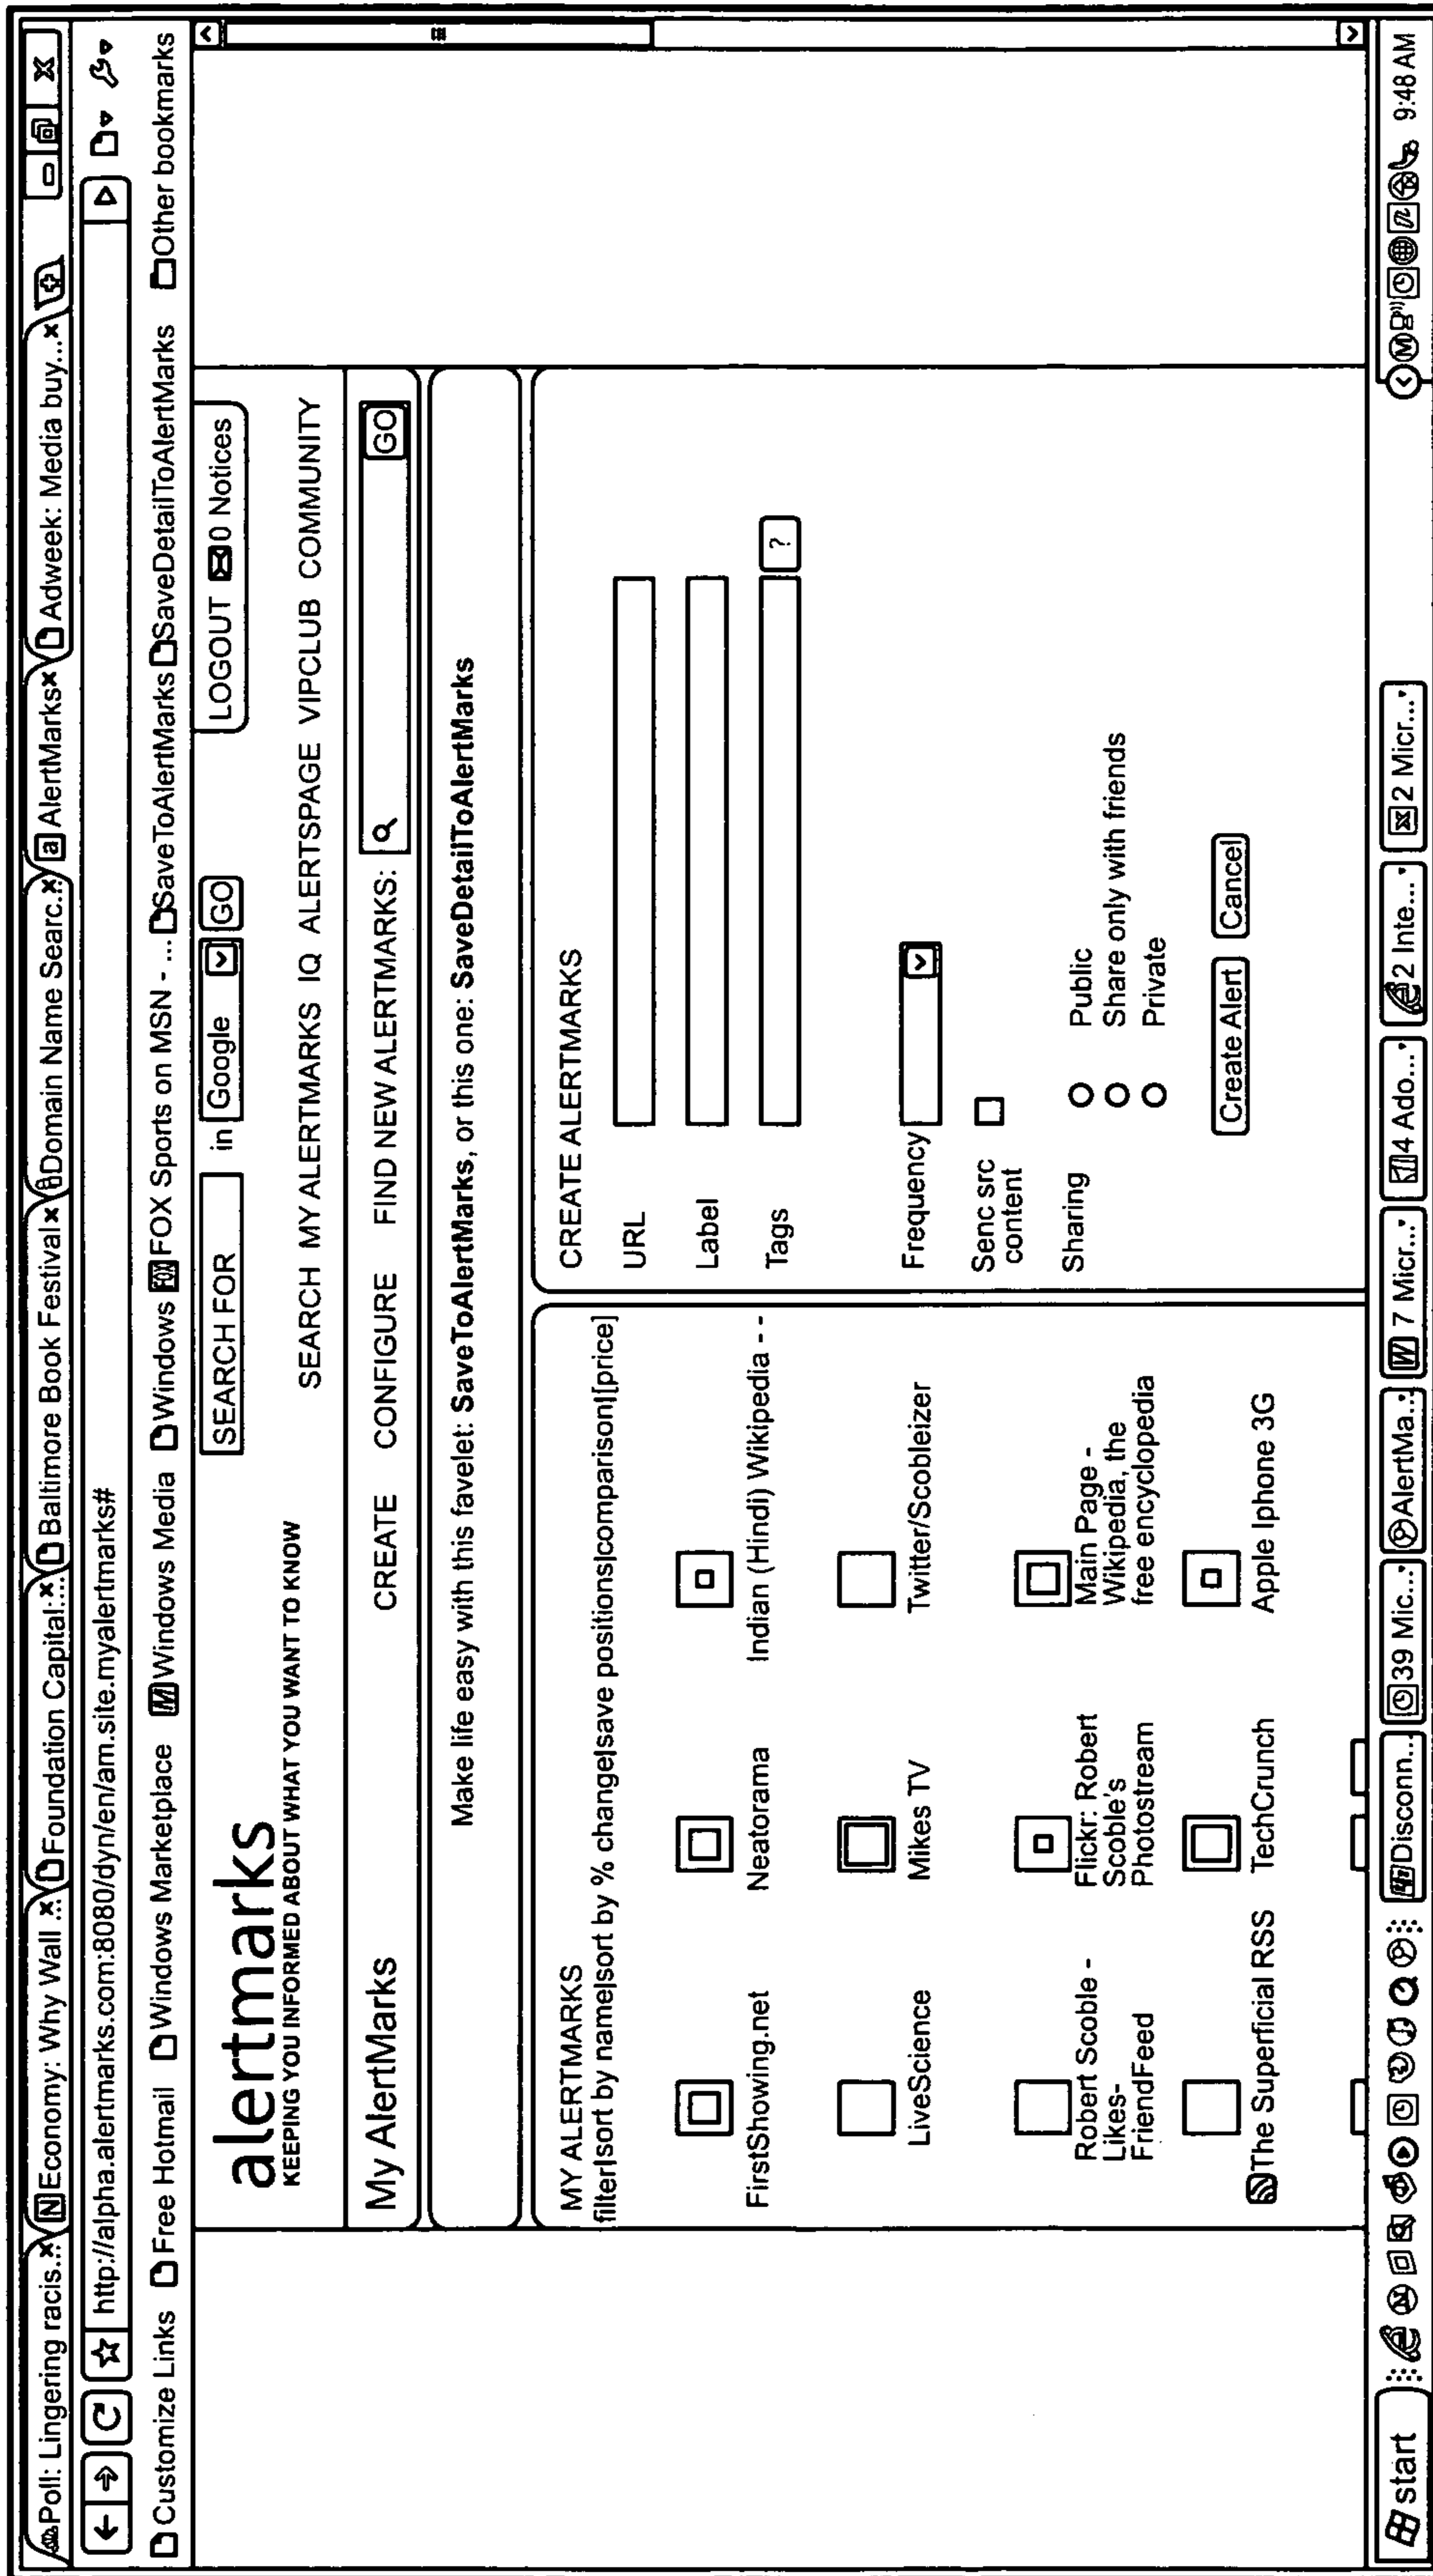 Poll: Lingering racis... x Economy: Why Wall ... x Foundation Capital:... x Baltimore Book Festival x Domain Name Searc... x a AlertMarks x Adweek: Media buy... x
http://alpha.alertmarks.com:8080/dyn/en/am.site.myalertmarks#
Customize Links Free Hotmail Windows Marketplace Windows Media Windows FOX FOX Sports on MSN - ... SaveToAlertMarks SaveDetailToAlertMarks SaveDetailToAlertMarks Other bookmarks
SEARCH FOR in Google GO LOGOUT 0 Notices
alertmarks
KEEPING YOU INFORMED ABOUT WHAT YOU WANT TO KNOW
SEARCH MY ALERTMARKS IQ ALERTSPAGE VIPCLUB COMMUNITY
My AlertMarks CREATE CONFIGURE FIND NEW ALERTMARKS: GO
Make life easy with this favelet: SaveToAlertMarks, or this one: SaveDetailToAlertMarks
MY ALERTMARKS
filter|sort by name|sort by % change|save positions|comparison|[price]
FirstShowing.net Neatorama Indian (Hindi) Wikipedia - -
LiveScience Mikes TV Twitter/Scobleizer
Robert Scoble -
Likes-
FriendFeed
Flickr: Robert
Scoble's
Photostream
Main Page -
Wikipedia, the
free encyclopedia
The Superficial RSS TechCrunch Apple Iphone 3G
CREATE ALERTMARKS
URL
Label
Tags ?
Frequency
Senc src
content
Sharing
Public
Share only with friends
Private
Create Alert Cancel
start Disconn... 39 Mic... AlertMa... W 7 Micr... 4 Ado... 2 Inte... 2 Micr... 9:48 AM